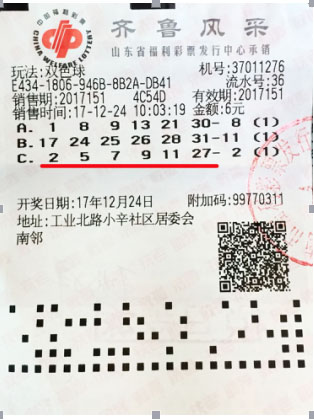 中国福利彩票
CHINA WELFARE LOTTERY
齐鲁风采
山东省福利彩票发行中心承销
玩法:双色球 机号:37011276
E434-1806-946B-8B2A-DB41 流水号:36
销售期:2017151 4C54D 有效期:2017151
销售时间:17-12-24 10:03:19 金额:6元
A. 1 8 9 13 21 30- 8 (1)
B. 17 24 25 26 28 31-11 (1)
C. 2 5 7 9 11 27- 2 (1)
开奖日期:17年12月24日 附加码:99770311
地址:工业北路小辛社区居委会
南邻